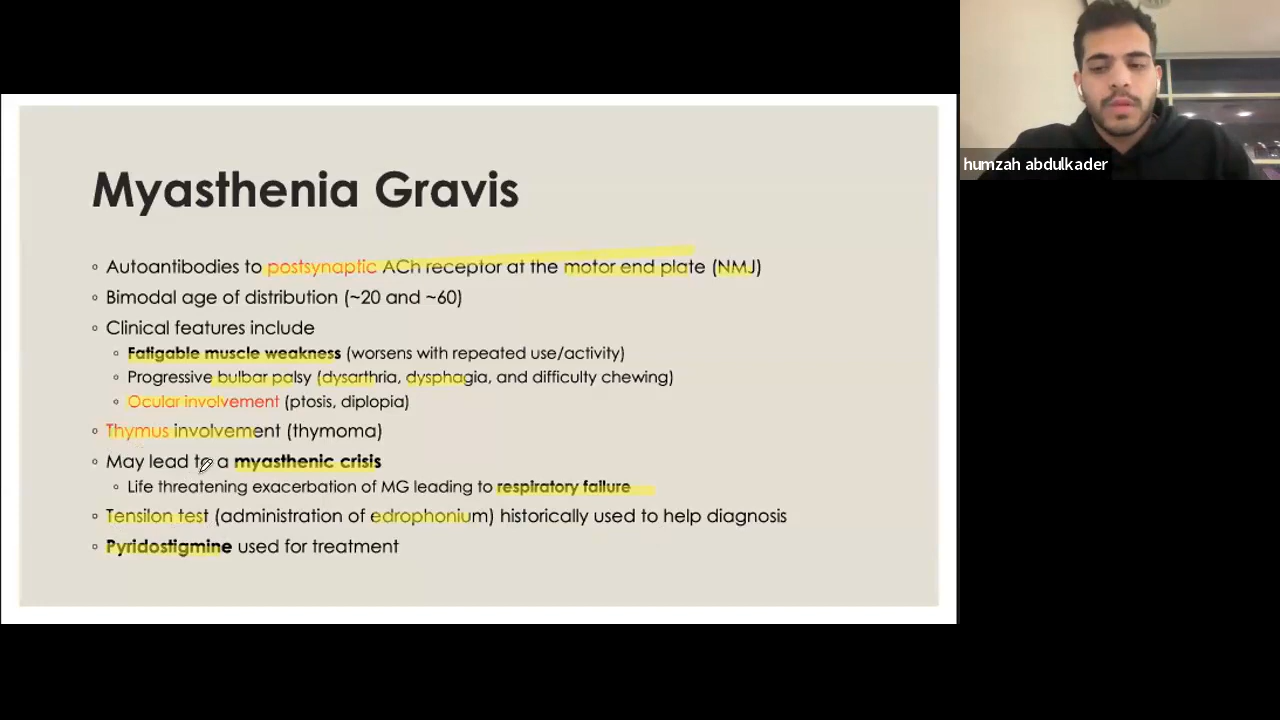 Myasthenia Gravis
◦ Autoantibodies to postsynaptic ACh receptor at the motor end plate (NMJ)
◦ Bimodal age of distribution (~20 and ~60)
◦ Clinical features include
◦ Fatigable muscle weakness (worsens with repeated use/activity)
◦ Progressive bulbar palsy (dysarthria, dysphagia, and difficulty chewing)
◦ Ocular involvement (ptosis, diplopia)
◦ Thymus involvement (thymoma)
◦ May lead to a myasthenic crisis
◦ Life threatening exacerbation of MG leading to respiratory failure
◦ Tensilon test (administration of edrophonium) historically used to help diagnosis
◦ Pyridostigmine used for treatment
humzah abdulkader